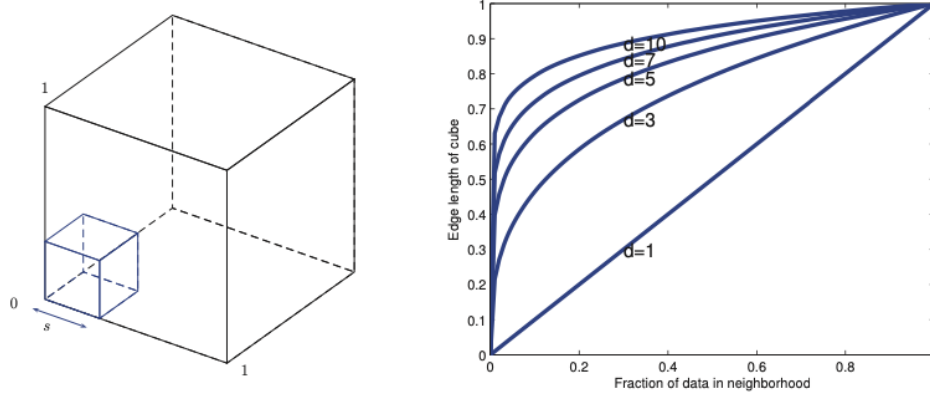 1
0
s
1
1
0.9
0.8
0.7
0.6
0.5
0.4
0.3
0.2
0.1
0
Edge length of cube
d=10
d=7
d=5
d=3
d=1
0
0.2
0.4
0.6
0.8
Fraction of data in neighborhood